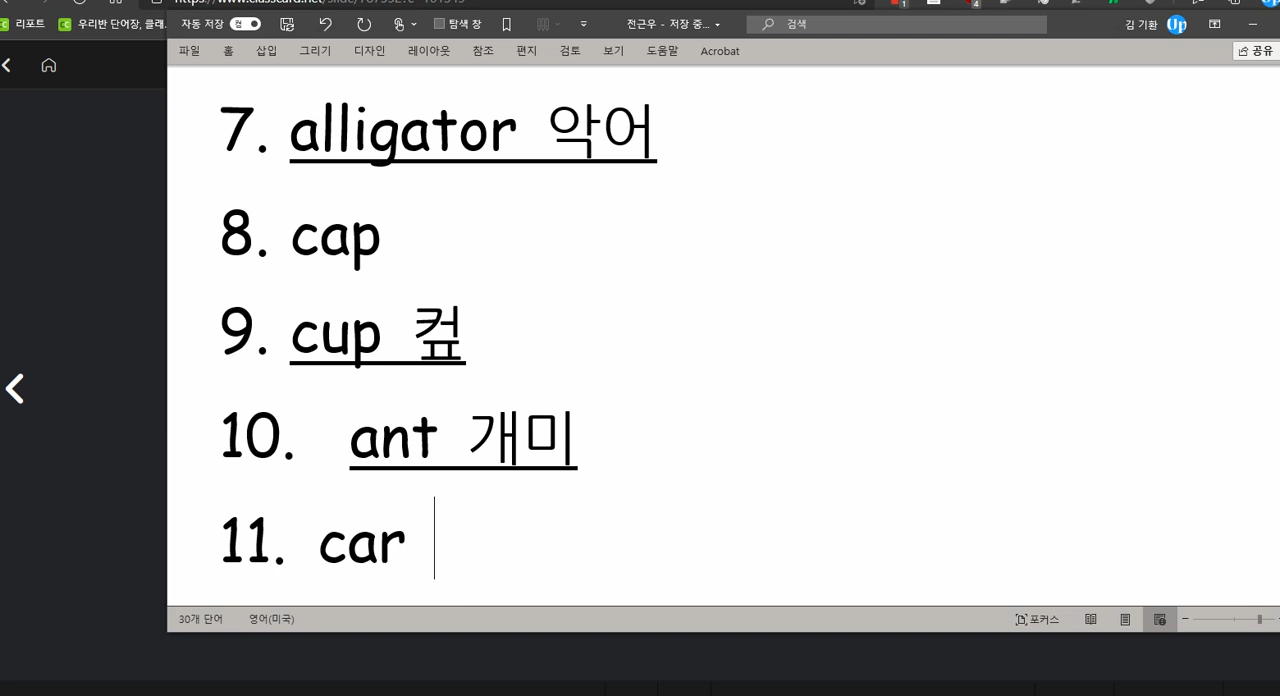 리포트 우리반 단어장, 클래 자동 저장 켬 탐색 창 전근우 - 저장 중... 검색 김 기환 Up
파일 홈 삽입 그리기 디자인 레이아웃 참조 편지 검토 보기 도움말 Acrobat 공유
7. alligator 악어
8. cap
9. cup 컾
10. ant 개미
11. car
30개 단어 영어(미국) 포커스